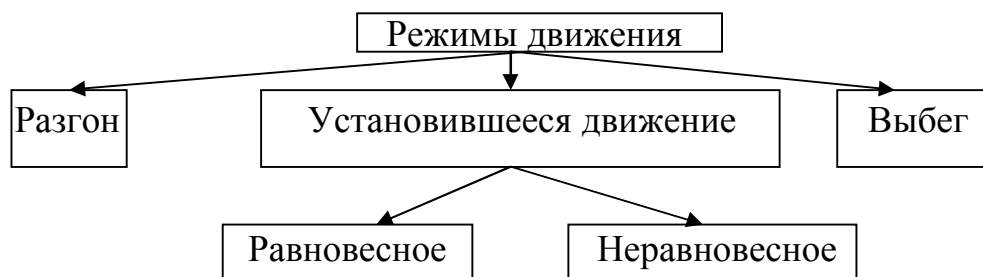 Режимы движения
Разгон
Установившееся движение
Выбег
Равновесное
Неравновесное